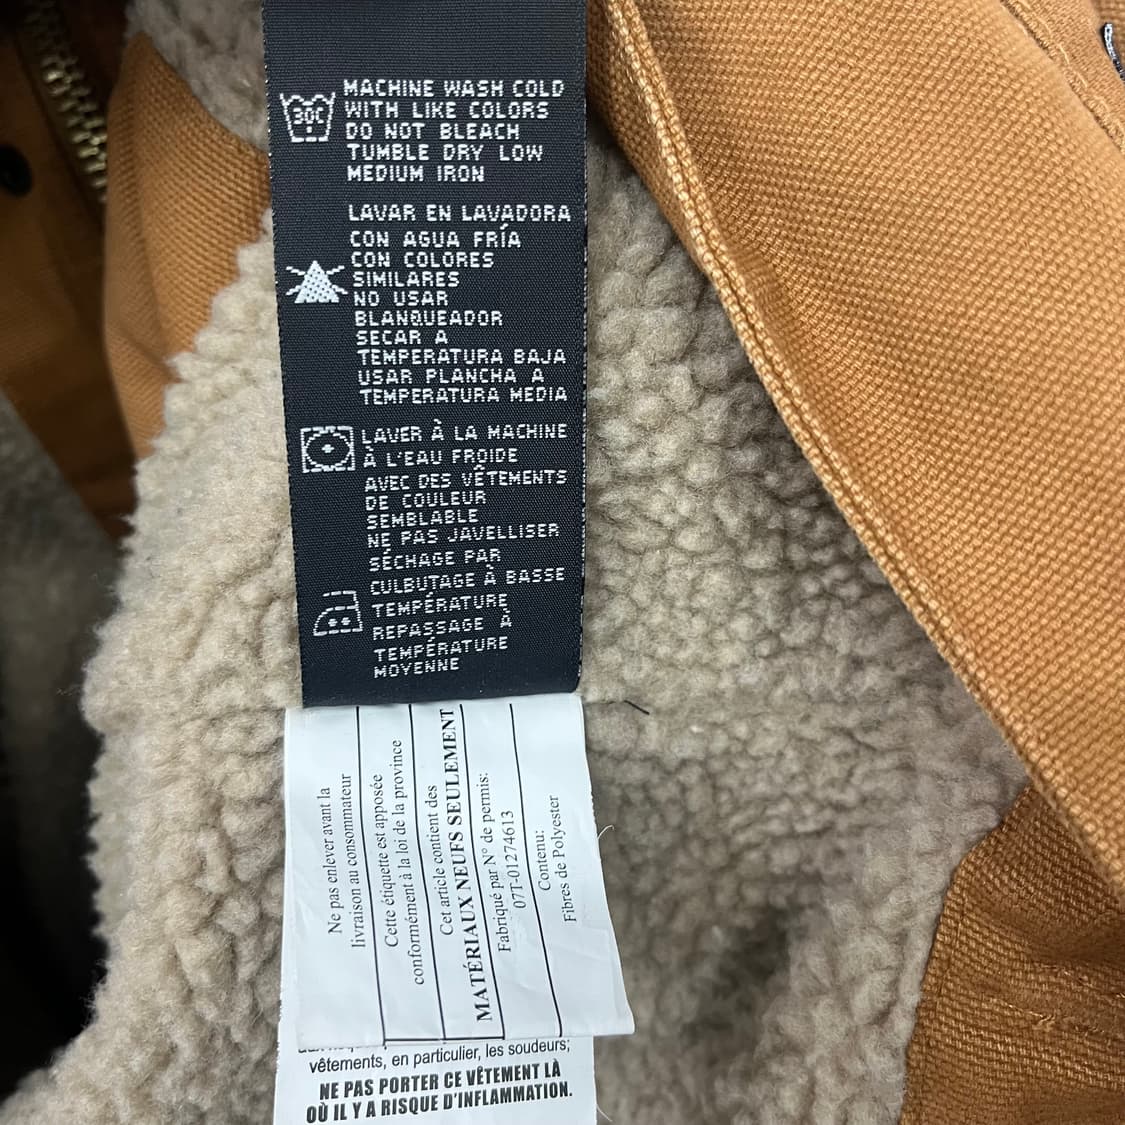 30C
MACHINE WASH COLD
WITH LIKE COLORS
DO NOT BLEACH
TUMBLE DRY LOW
MEDIUM IRON
LAVAR EN LAVADORA
CON AGUA FRÍA
CON COLORES
SIMILARES
NO USAR
BLANQUEADOR
SECAR A
TEMPERATURA BAJA
USAR PLANCHA A
TEMPERATURA MEDIA
LAVER À LA MACHINE
À L'EAU FROIDE
AVEC DES VÊTEMENTS
DE COULEUR
SEMBLABLE
NE PAS JAVELLISER
SÉCHAGE PAR
CULBUTAGE À BASSE
TEMPÉRATURE
REPASSAGE À
TEMPÉRATURE
MOYENNE
Ne pas enlever avant la
livraison au consommateur
Cette étiquette est apposée
conformément à la loi de la province
Cet article contient des
MATÉRIAUX NEUFS SEULEMENT
Fabriqué par N° de permis:
07T-01274613
Contenu:
Fibres de Polyester
vêtements, en particulier, les soudeurs;
NE PAS PORTER CE VÊTEMENT LÀ
OÙ IL Y A RISQUE D'INFLAMMATION.